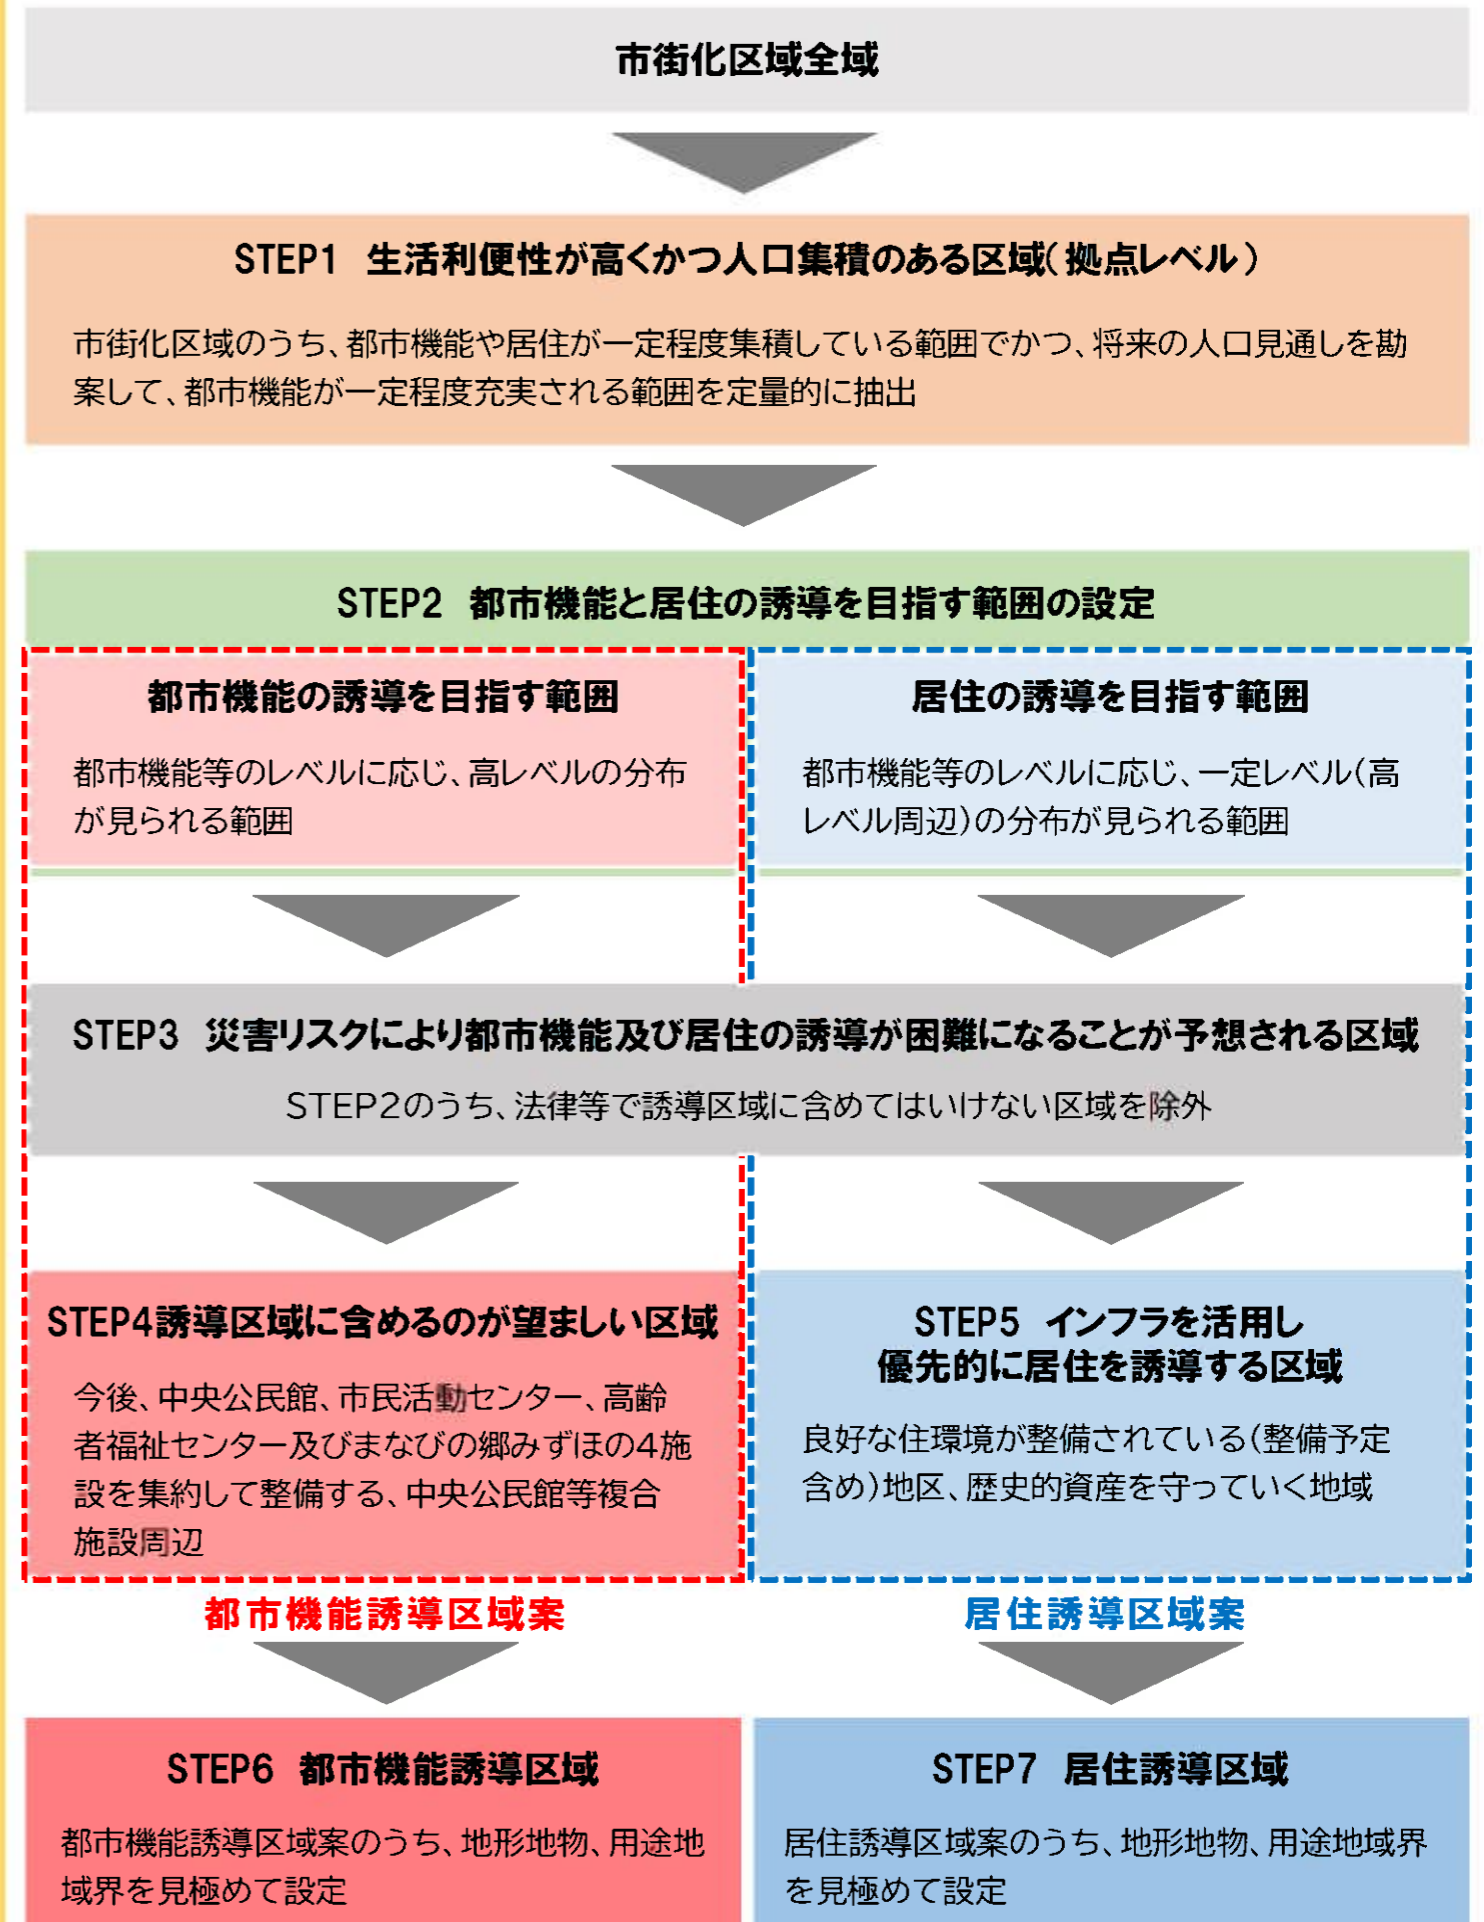 市街化区域全域
STEP1 生活利便性が高くかつ人口集積のある区域(拠点レベル)
市街化区域のうち、都市機能や居住が一定程度集積している範囲でかつ、将来の人口見通しを勘
案して、都市機能が一定程度充実される範囲を定量的に抽出
STEP2 都市機能と居住の誘導を目指す範囲の設定
都市機能の誘導を目指す範囲
都市機能等のレベルに応じ、高レベルの分布
が見られる範囲
居住の誘導を目指す範囲
都市機能等のレベルに応じ、一定レベル(高
レベル周辺)の分布が見られる範囲
STEP3 災害リスクにより都市機能及び居住の誘導が困難になることが予想される区域
STEP2のうち、法律等で誘導区域に含めてはいけない区域を除外
STEP4誘導区域に含めるのが望ましい区域
今後、中央公民館、市民活動センター、高齢
者福祉センター及びまなびの郷みずほの4施
設を集約して整備する、中央公民館等複合
施設周辺
STEP5 インフラを活用し
優先的に居住を誘導する区域
良好な住環境が整備されている(整備予定
含め)地区、歴史的資産を守っていく地域
都市機能誘導区域案
居住誘導区域案
STEP6 都市機能誘導区域
都市機能誘導区域案のうち、地形地物、用途地
域界を見極めて設定
STEP7 居住誘導区域
居住誘導区域案のうち、地形地物、用途地域界
を見極めて設定